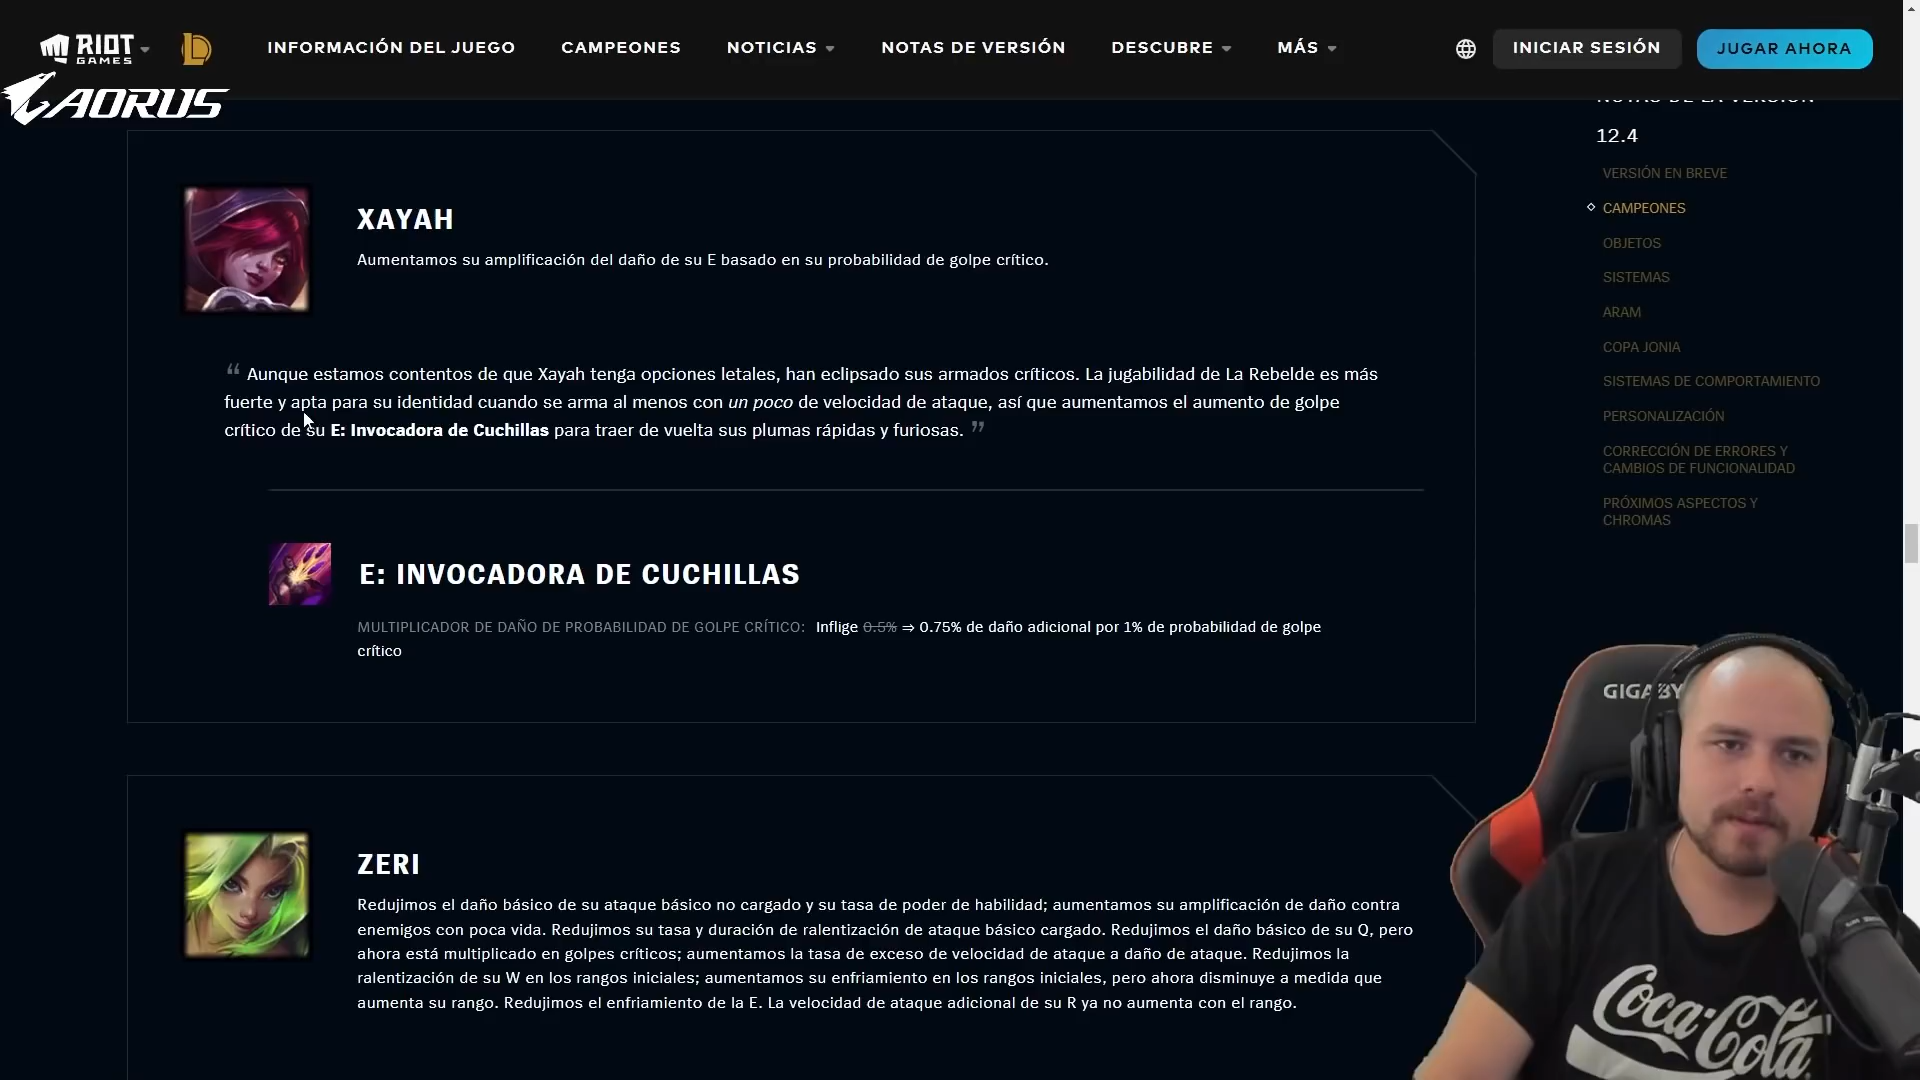 RIOT
GAMES
INFORMACIÓN DEL JUEGO
CAMPEONES
NOTICIAS
NOTAS DE VERSIÓN
DESCUBRE
MÁS
INICIAR SESIÓN
JUGAR AHORA
AORUS
NOTAS DE LA VERSIÓN
12.4
VERSIÓN EN BREVE
CAMPEONES
OBJETOS
SISTEMAS
ARAM
COPA JONIA
SISTEMAS DE COMPORTAMIENTO
PERSONALIZACIÓN
CORRECCIÓN DE ERRORES Y
CAMBIOS DE FUNCIONALIDAD
PRÓXIMOS ASPECTOS Y
CHROMAS
XAYAH
Aumentamos su amplificación del daño de su E basado en su probabilidad de golpe crítico.
“ Aunque estamos contentos de que Xayah tenga opciones letales, han eclipsado sus armados críticos. La jugabilidad de La Rebelde es más
fuerte y apta para su identidad cuando se arma al menos con un poco de velocidad de ataque, así que aumentamos el aumento de golpe
crítico de su E: Invocadora de Cuchillas para traer de vuelta sus plumas rápidas y furiosas. ”
E: INVOCADORA DE CUCHILLAS
MULTIPLICADOR DE DAÑO DE PROBABILIDAD DE GOLPE CRÍTICO: Inflige 0.5% ⇒ 0.75% de daño adicional por 1% de probabilidad de golpe
crítico
ZERI
Redujimos el daño básico de su ataque básico no cargado y su tasa de poder de habilidad; aumentamos su amplificación de daño contra
enemigos con poca vida. Redujimos su tasa y duración de ralentización de ataque básico cargado. Redujimos el daño básico de su Q, pero
ahora está multiplicado en golpes críticos; aumentamos la tasa de exceso de velocidad de ataque a daño de ataque. Redujimos la
ralentización de su W en los rangos iniciales; aumentamos su enfriamiento en los rangos iniciales, pero ahora disminuye a medida que
aumenta su rango. Redujimos el enfriamiento de la E. La velocidad de ataque adicional de su R ya no aumenta con el rango.
GIGABY
Coca-Cola